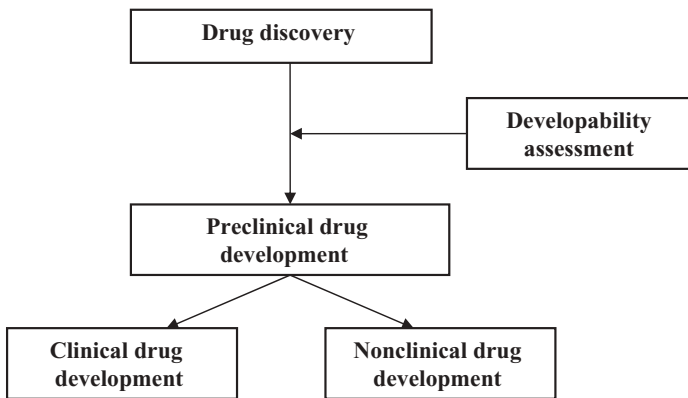 Drug discovery
Developability
assessment
Preclinical drug
development
Clinical drug
development
Nonclinical drug
development